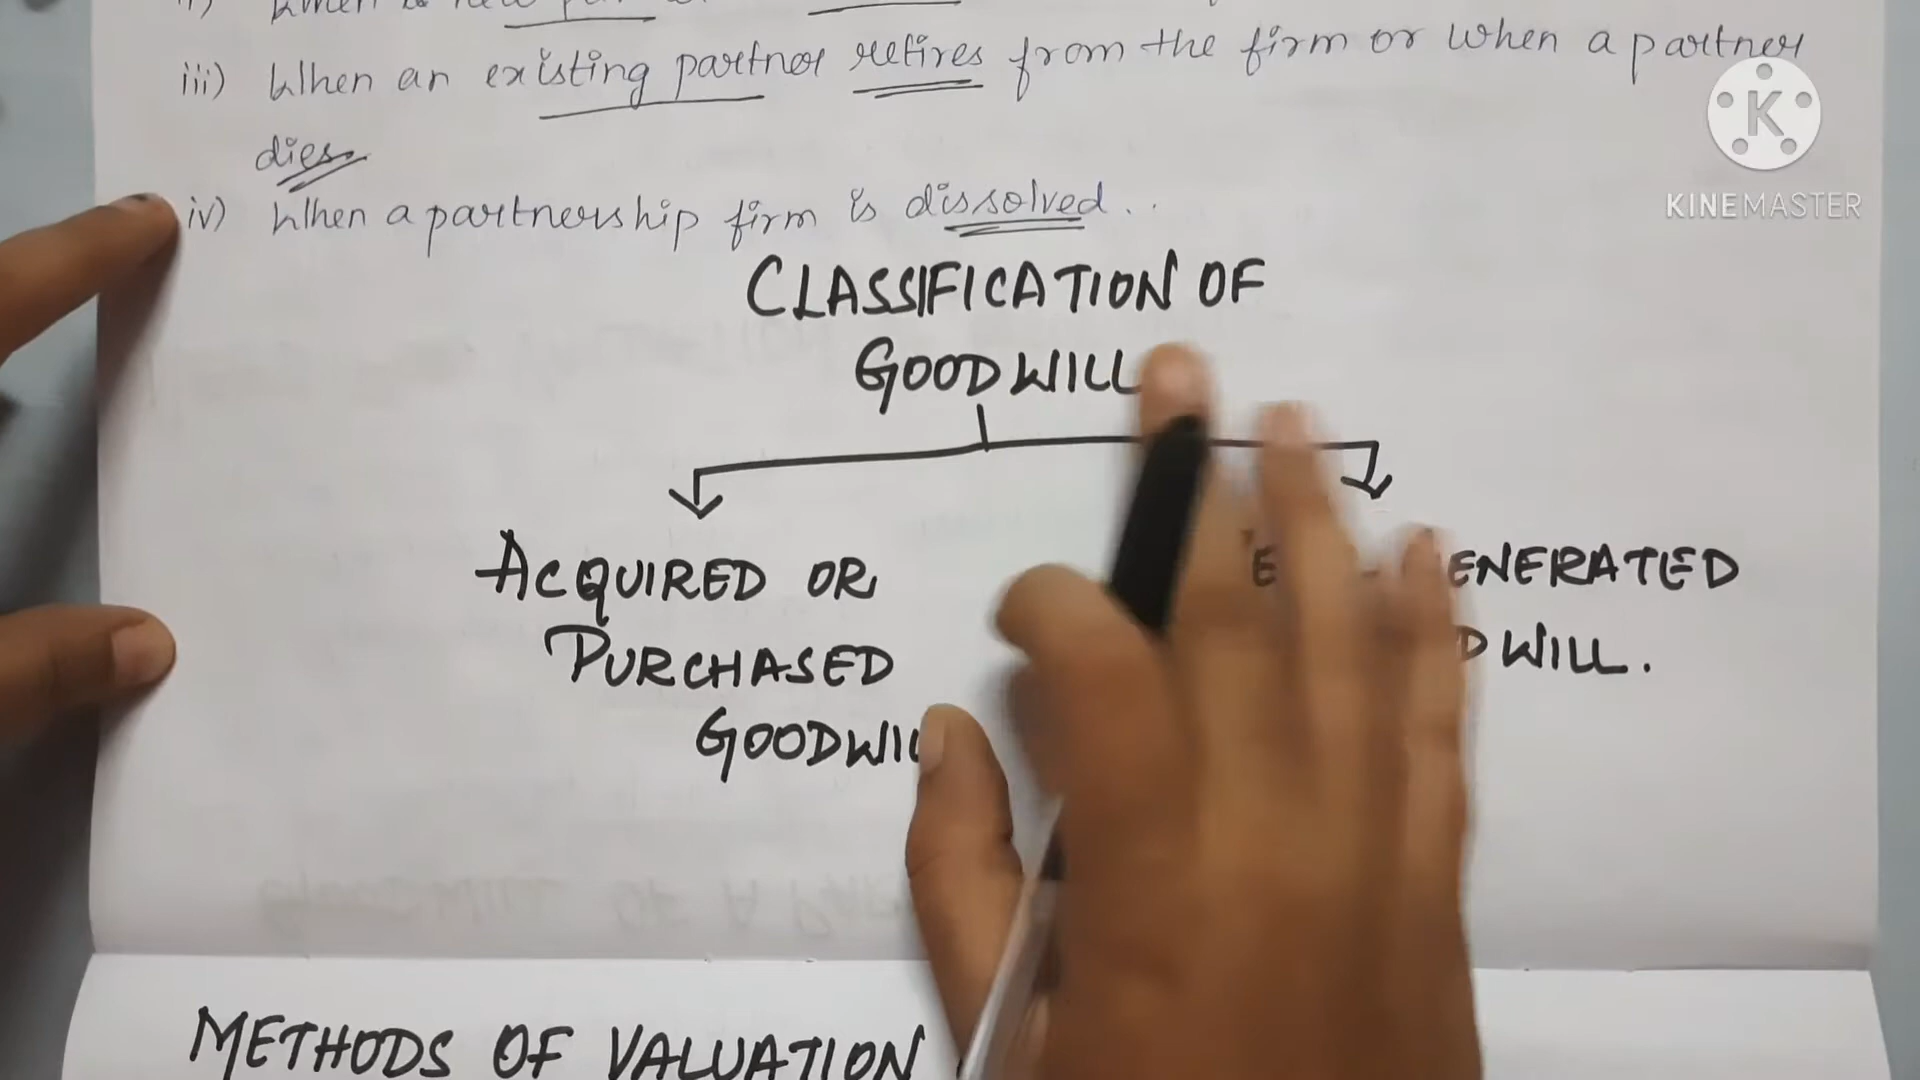 iii) When an existing partner retires from the firm or when a partner
dies
iv) When a partnership firm is dissolved..
K
KINEMASTER
CLASSIFICATION OF
GOODWILL
ACQUIRED OR
PURCHASED
GOODWIL
ENERATED
DWILL.
METHODS OF VALUATION